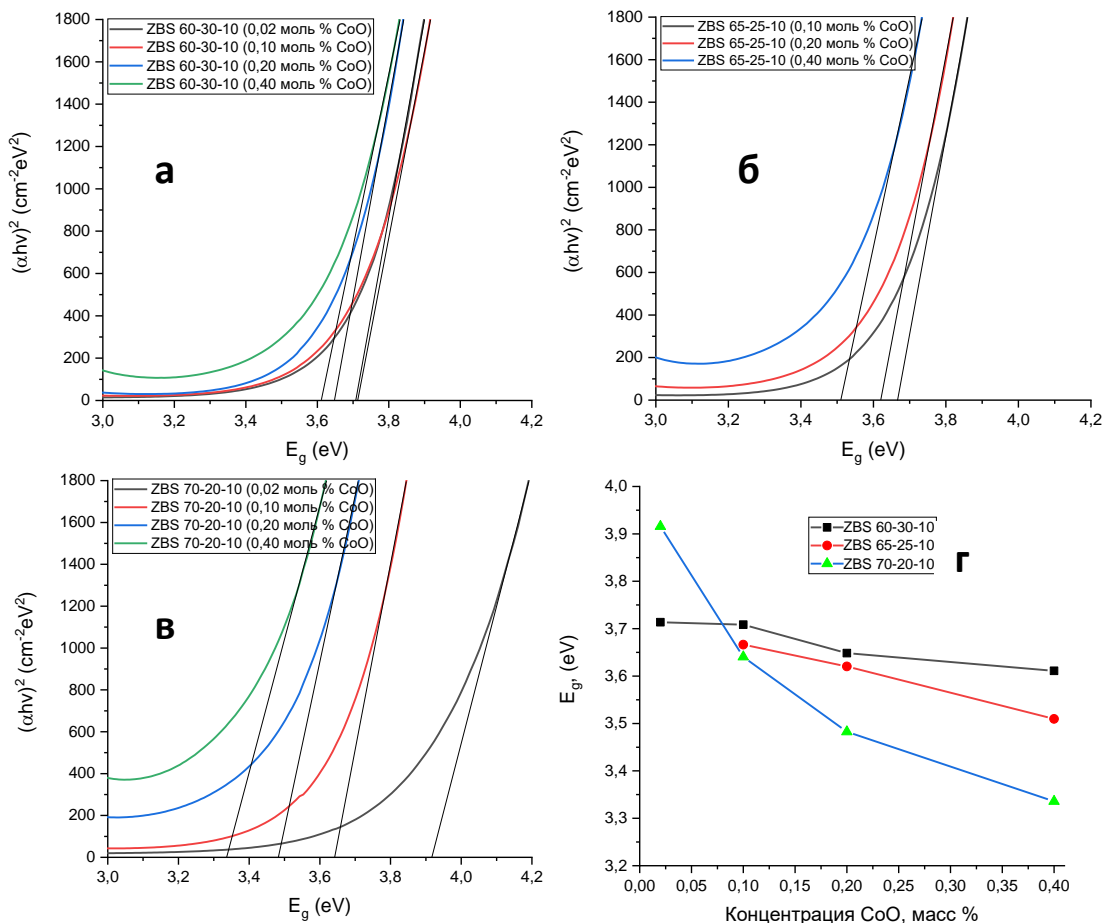 ZBS 60-30-10 (0,02 моль % CoO)
ZBS 60-30-10 (0,10 моль % CoO)
ZBS 60-30-10 (0,20 моль % CoO)
ZBS 60-30-10 (0,40 моль % CoO)
а
(αhν)² (cm⁻²eV²)
1800
1600
1400
1200
1000
800
600
400
200
0
3,0 3,2 3,4 3,6 3,8 4,0 4,2
E_g (eV)
ZBS 65-25-10 (0,10 моль % CoO)
ZBS 65-25-10 (0,20 моль % CoO)
ZBS 65-25-10 (0,40 моль % CoO)
б
(αhν)² (cm⁻²eV²)
1800
1600
1400
1200
1000
800
600
400
200
0
3,0 3,2 3,4 3,6 3,8 4,0 4,2
E_g (eV)
ZBS 70-20-10 (0,02 моль % CoO)
ZBS 70-20-10 (0,10 моль % CoO)
ZBS 70-20-10 (0,20 моль % CoO)
ZBS 70-20-10 (0,40 моль % CoO)
в
(αhν)² (cm⁻²eV²)
1800
1600
1400
1200
1000
800
600
400
200
0
3,0 3,2 3,4 3,6 3,8 4,0 4,2
E_g (eV)
ZBS 60-30-10
ZBS 65-25-10
ZBS 70-20-10
г
E_g, (eV)
4,0
3,9
3,8
3,7
3,6
3,5
3,4
3,3
3,2
0,00 0,05 0,10 0,15 0,20 0,25 0,30 0,35 0,40
Концентрация CoO, масс %